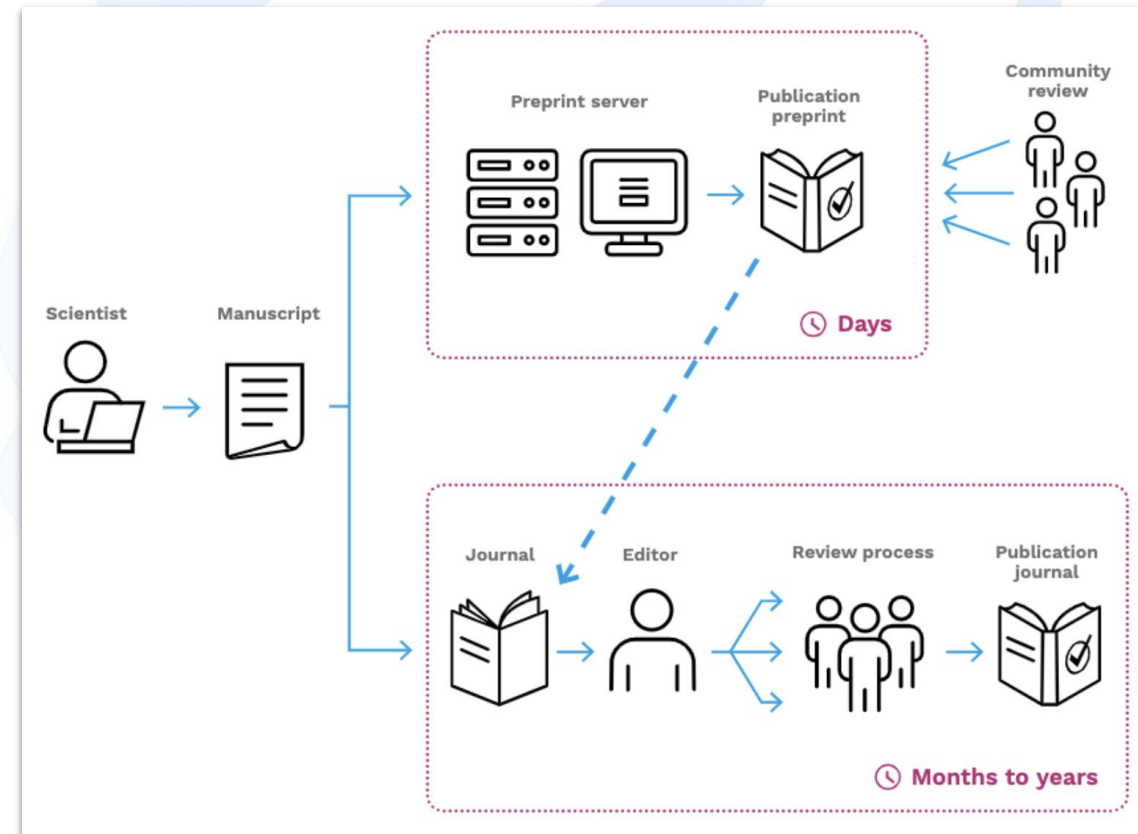 Community
review
Preprint server
Publication
preprint
Days
Scientist
Manuscript
Journal
Editor
Review process
Publication
journal
Months to years